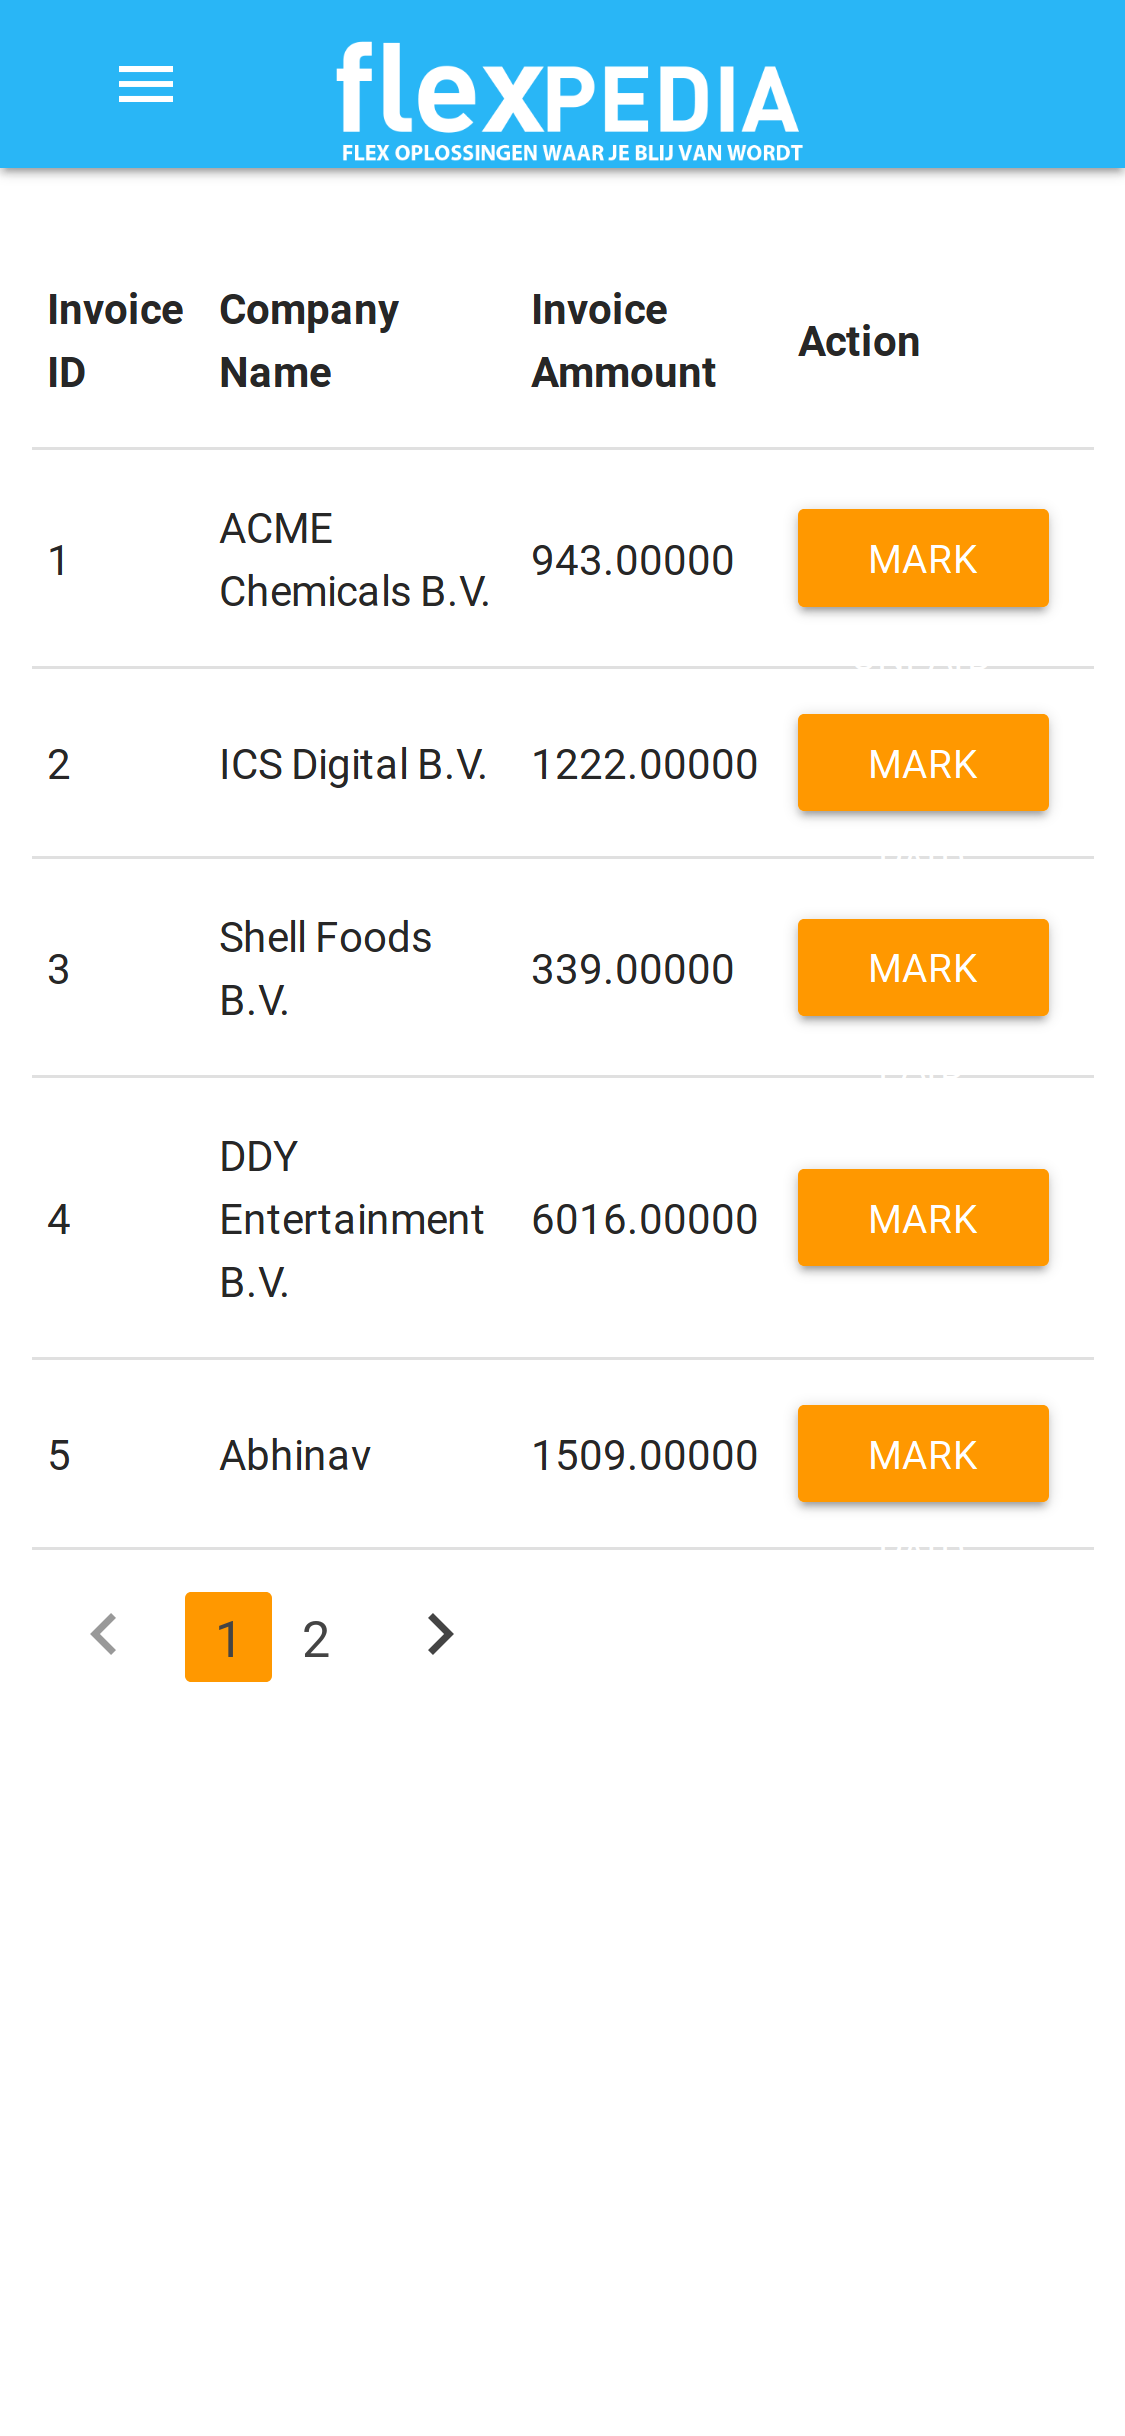 flexPEDIA
FLEX OPLOSSINGEN WAAR JE BLIJ VAN WORDT
Invoice ID
Company Name
Invoice Ammount
Action
1
ACME Chemicals B.V.
943.00000
MARK
2
ICS Digital B.V.
1222.00000
MARK
3
Shell Foods B.V.
339.00000
MARK
4
DDY Entertainment B.V.
6016.00000
MARK
5
Abhinav
1509.00000
MARK
1 2